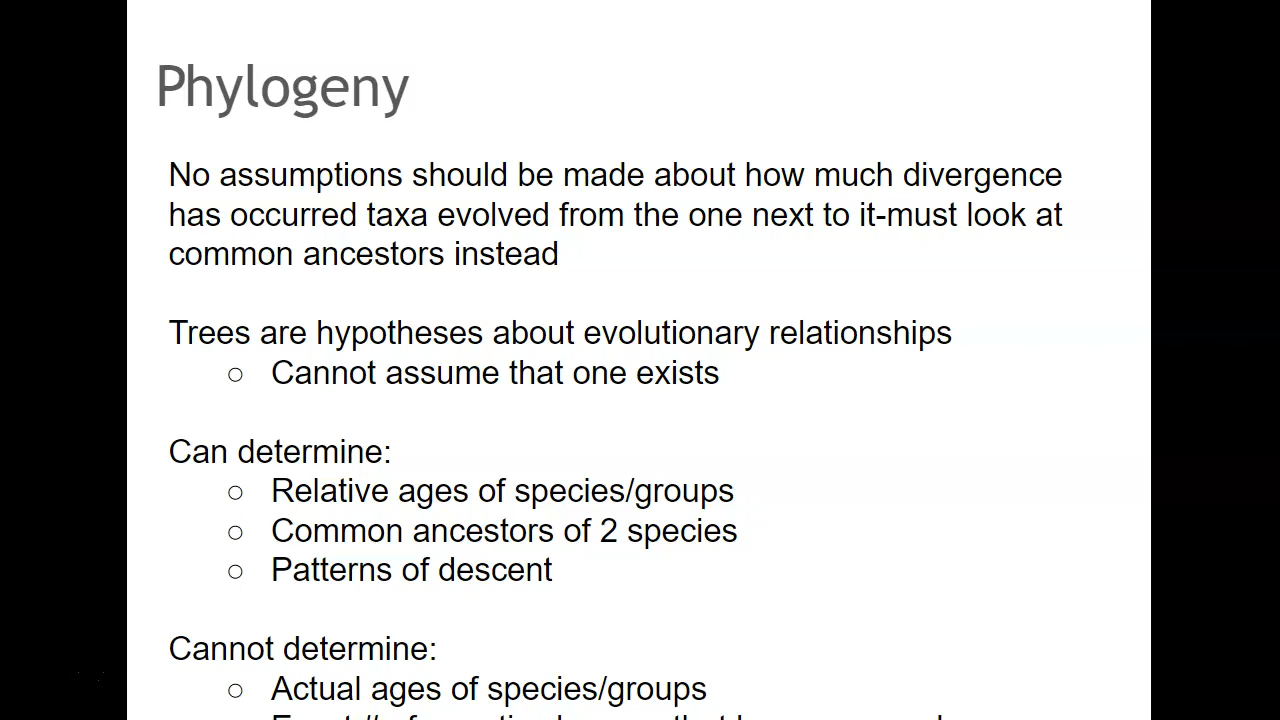 Phylogeny
No assumptions should be made about how much divergence
has occurred taxa evolved from the one next to it-must look at
common ancestors instead
Trees are hypotheses about evolutionary relationships
○ Cannot assume that one exists
Can determine:
○ Relative ages of species/groups
○ Common ancestors of 2 species
○ Patterns of descent
Cannot determine:
○ Actual ages of species/groups